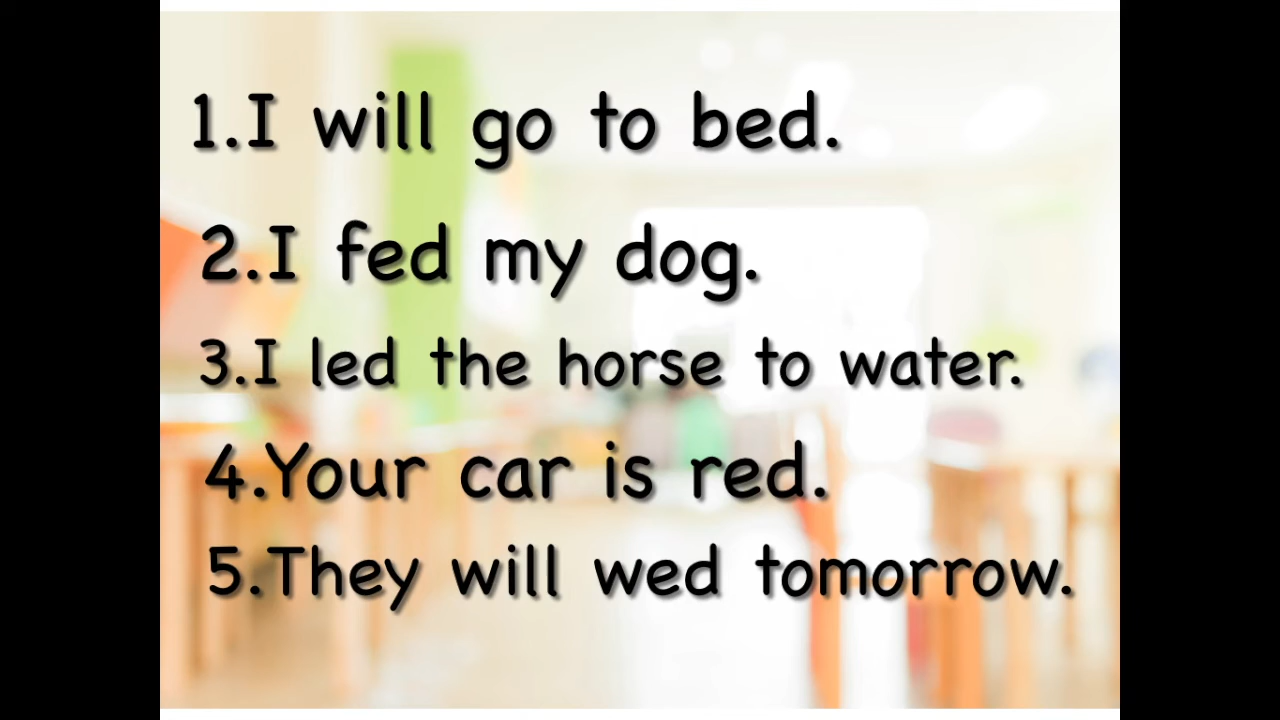 1.I will go to bed.
2.I fed my dog.
3.I led the horse to water.
4.Your car is red.
5.They will wed tomorrow.